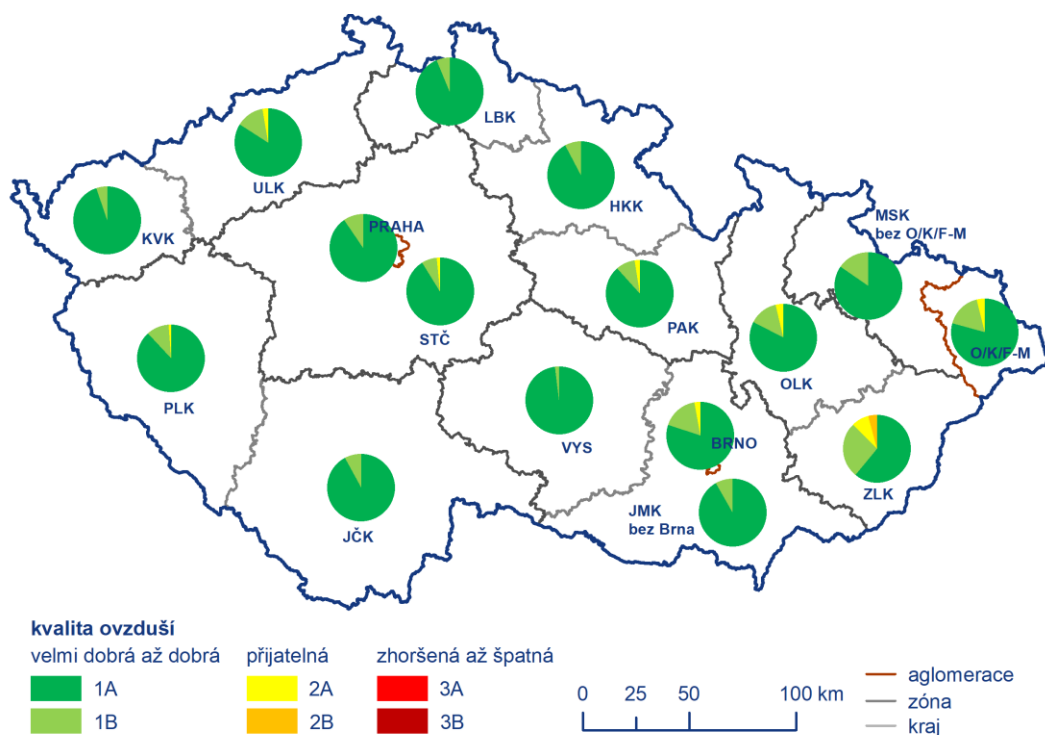 LBK
ULK
HKK
KVK
PRAHA
MSK
bez O/K/F-M
STČ
PAK
O/K/F-M
OLK
PLK
VYS
BRNO
ZLK
JČK
JMK
bez Brna
kvalita ovzduší
velmi dobrá až dobrá
přijatelná
zhoršená až špatná
1A
2A
3A
1B
2B
3B
0 25 50 100 km
aglomerace
zóna
kraj